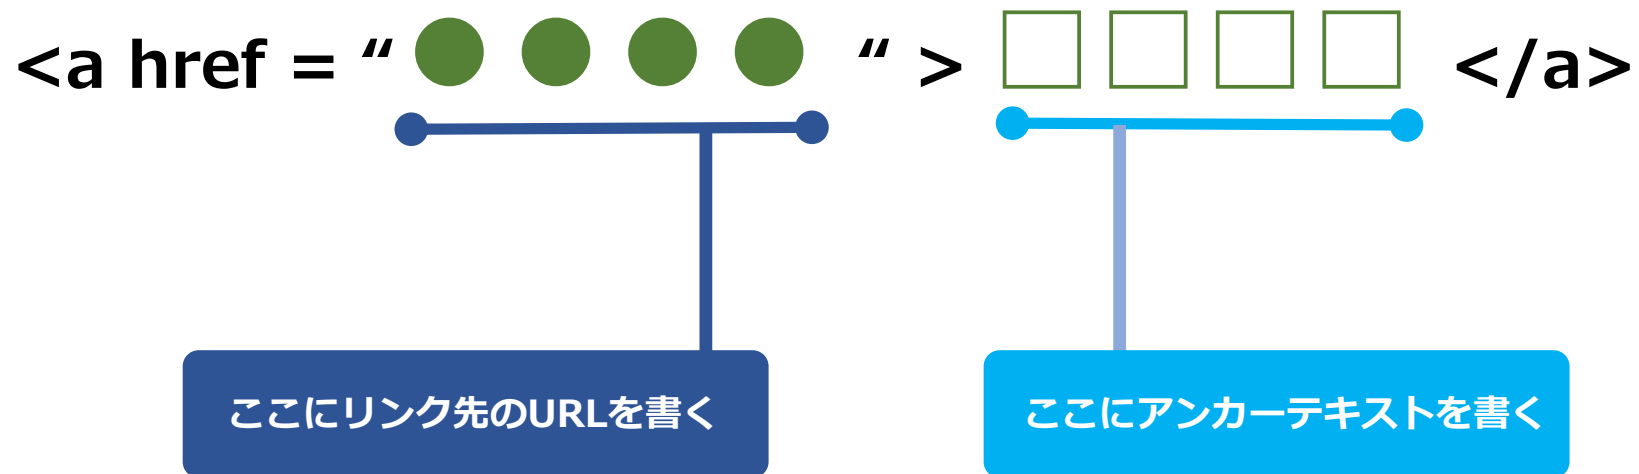 <a href = “●●●●“ >□□□□</a>
ここにリンク先のURLを書く
ここにアンカーテキストを書く